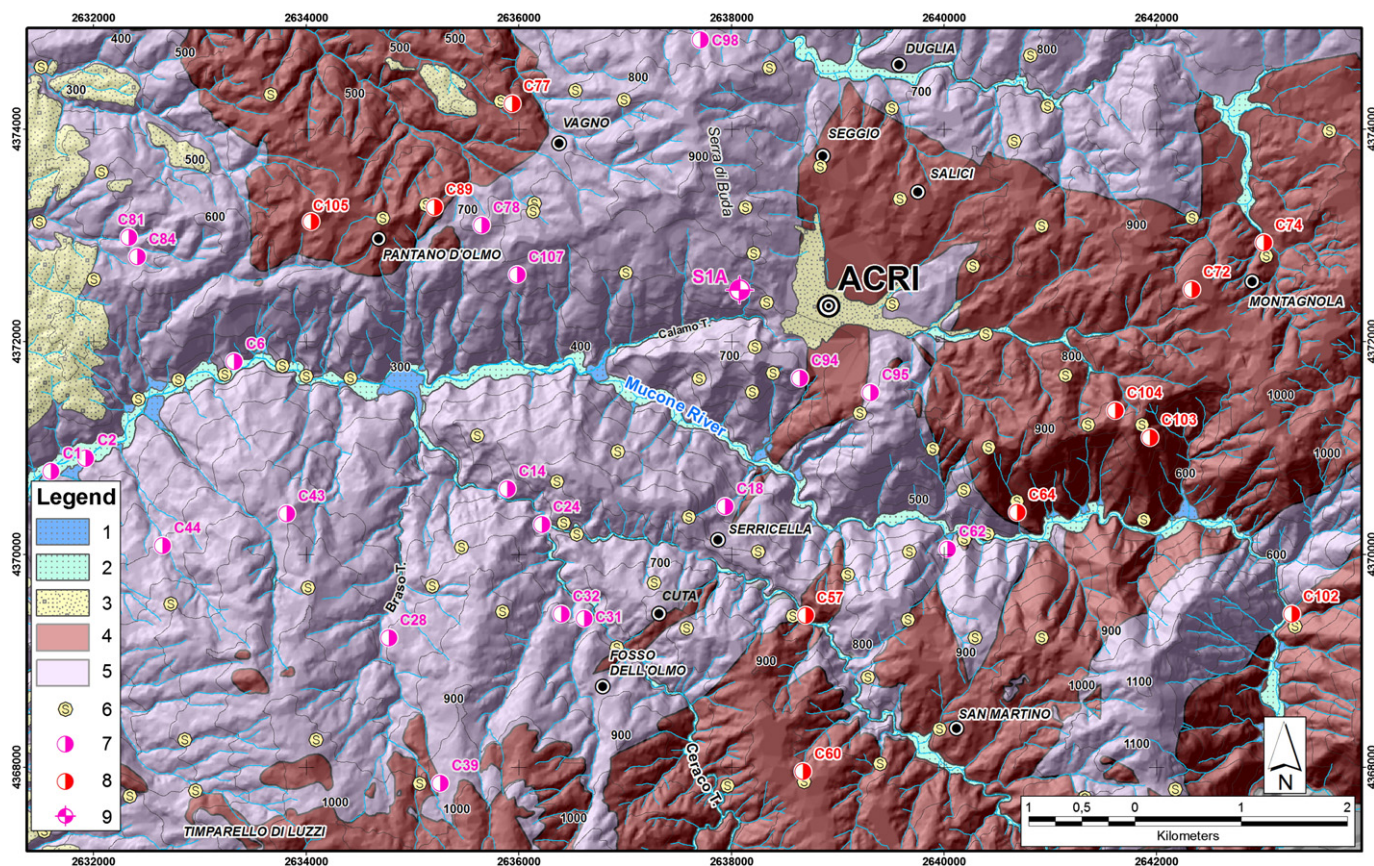 2632000 2634000 2636000 2638000 2640000 2642000
400 500 500 500 C98 DUGLIA 800
300 C77 800 700
500 VAGNO 4374000 4374000
500 900 Serra di Buda SEGGIO
SALICI
C81 600 C105 C89 700 C78 900 C74
C84 PANTANO D'OLMO C107 S1A ACRI C72
MONTAGNOLA
Calamo T.
4372000 C6 400 700 800 4372000
300 C94 C95
Mucone River C104 1000
900 C103
C2 600 1000
C1 C14 C18 500 C64
Legend C43 C24
C44 SERRICELLA C62
1 4370000 4370000
2 700 600
3 Braso T. C32 CUTA C57 C102
4 C31
5 C28 800 900
6 FOSSO
DELL'OLMO 900 900 1100
7 900 1000
8 900 SAN MARTINO
9 Ceraco T. C60 1100 N
4368000 C39 4368000
1000 1000 1 0,5 0 1 2
TIMPARELLO DI LUZZI 1000 Kilometers
2632000 2634000 2636000 2638000 2640000 2642000